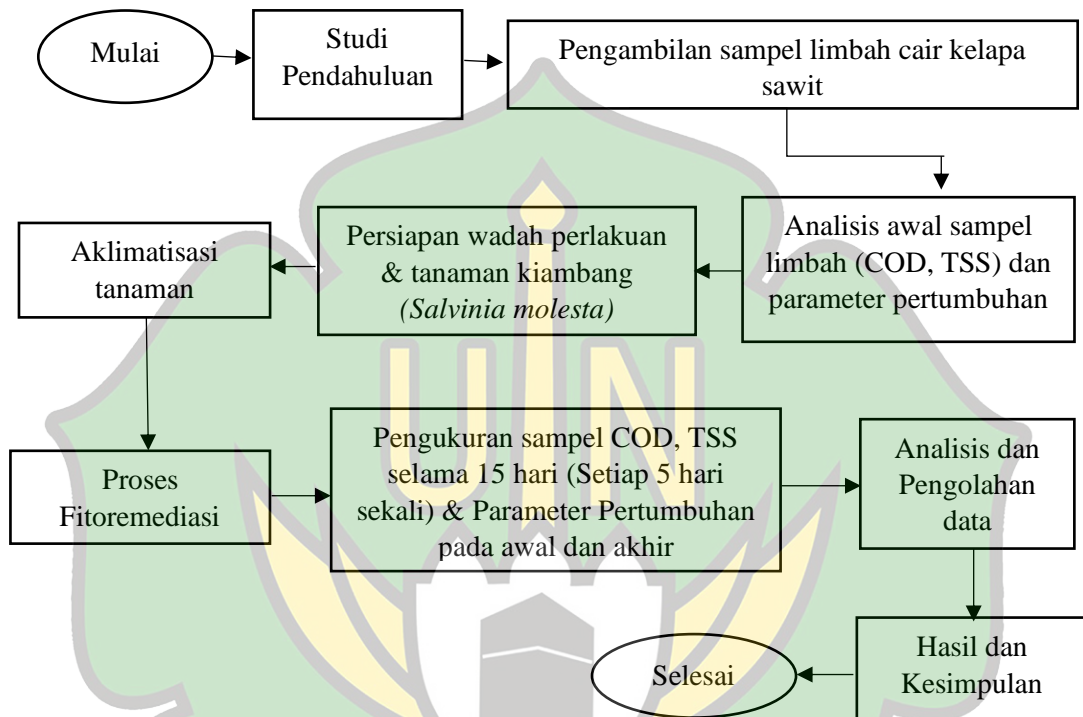 Mulai
Studi
Pendahuluan
Pengambilan sampel limbah cair kelapa
sawit
Analisis awal sampel
limbah (COD, TSS) dan
parameter pertumbuhan
Persiapan wadah perlakuan
& tanaman kiambang
(Salvinia molesta)
Aklimatisasi
tanaman
Proses
Fitoremediasi
Pengukuran sampel COD, TSS
selama 15 hari (Setiap 5 hari
sekali) & Parameter Pertumbuhan
pada awal dan akhir
Analisis dan
Pengolahan
data
Hasil dan
Kesimpulan
Selesai
UIN